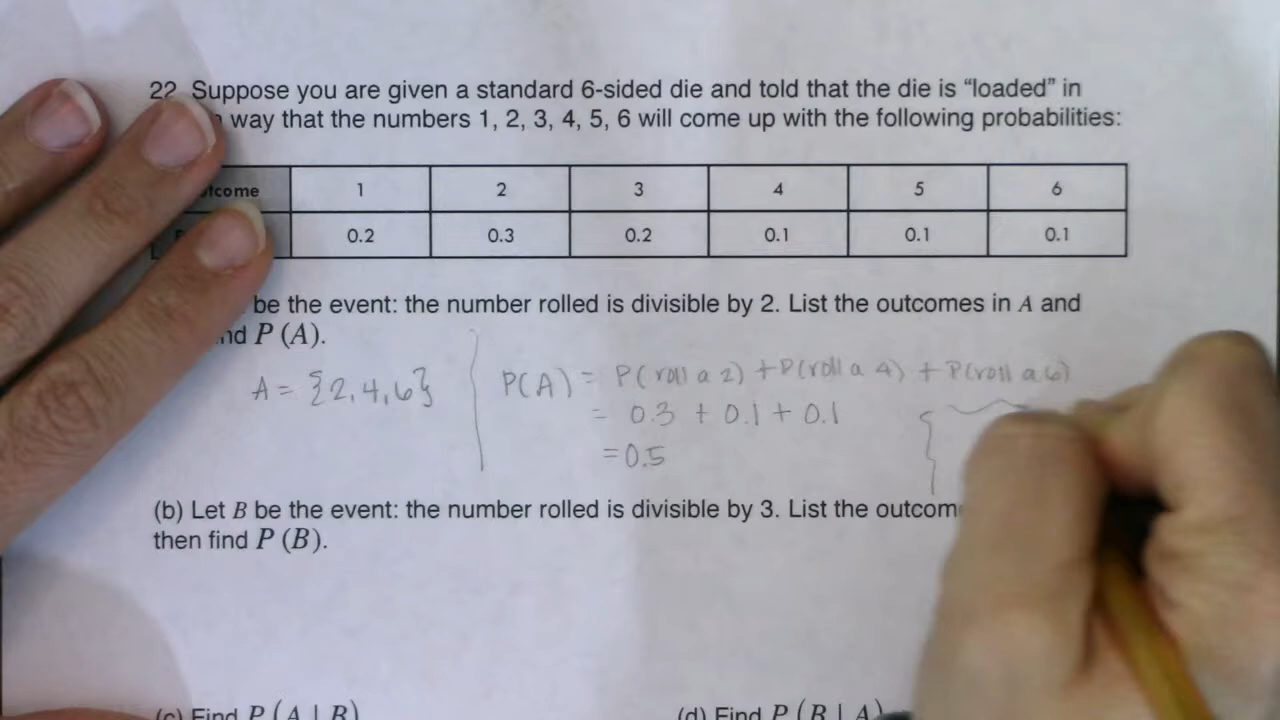 22. Suppose you are given a standard 6-sided die and told that the die is “loaded” in
way that the numbers 1, 2, 3, 4, 5, 6 will come up with the following probabilities:
tcome 1 2 3 4 5 6
0.2 0.3 0.2 0.1 0.1 0.1
be the event: the number rolled is divisible by 2. List the outcomes in A and
nd P (A).
A = {2,4,6}
P(A) = P(roll a 2) + P(roll a 4) + P(roll a 6)
= 0.3 + 0.1 + 0.1
= 0.5
(b) Let B be the event: the number rolled is divisible by 3. List the outcom
then find P (B).
(c) Find P (A | B)
(d) Find P (B | A)